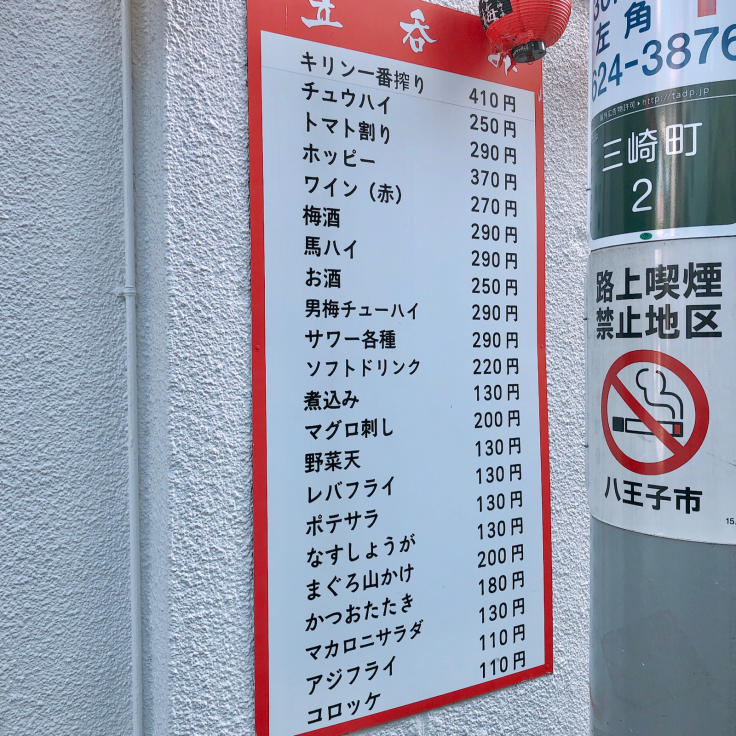 立呑
キリン一番搾り 410円
チュウハイ 250円
トマト割り 290円
ホッピー 370円
ワイン（赤） 270円
梅酒 290円
馬ハイ 290円
お酒 250円
男梅チューハイ 290円
サワー各種 290円
ソフトドリンク 220円
煮込み 130円
マグロ刺し 200円
野菜天 130円
レバフライ 130円
ポテサラ 130円
なすしょうが 130円
まぐろ山かけ 200円
かつおたたき 180円
マカロニサラダ 130円
アジフライ 110円
コロッケ 110円
左角
624-3876
http://tadp.jp
三崎町
2
路上喫煙
禁止地区
八王子市
15.